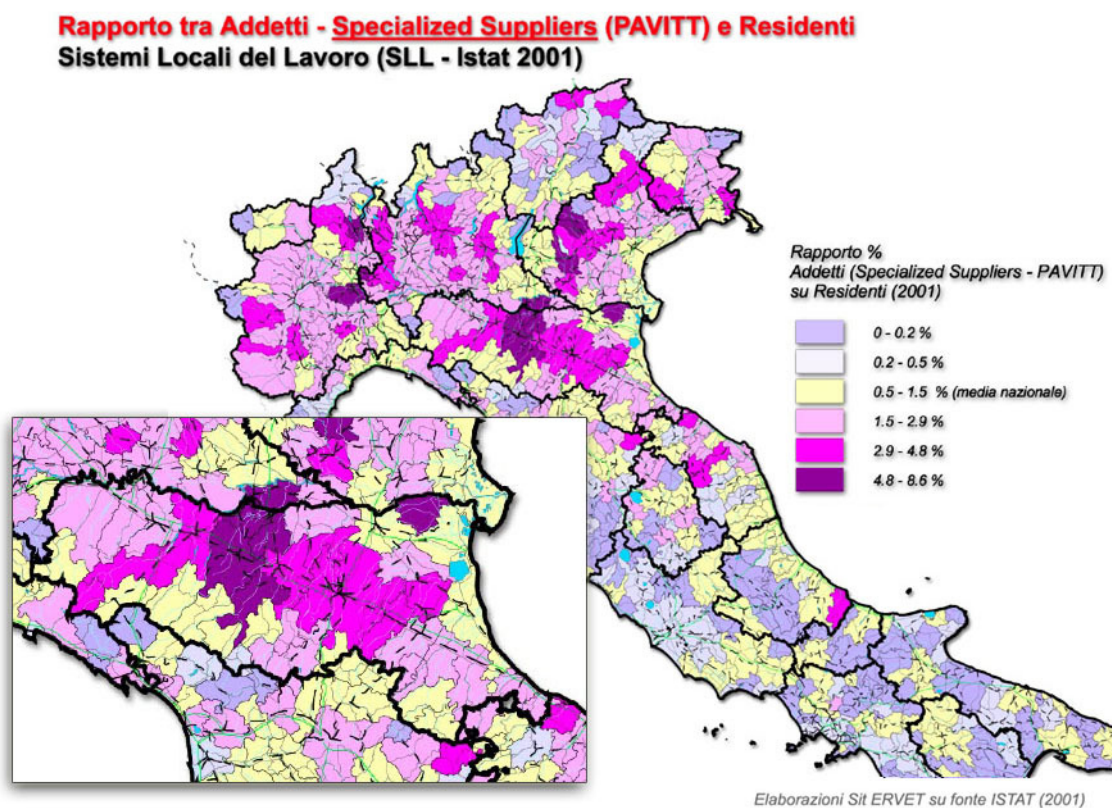 Rapporto tra Addetti - Specialized Suppliers (PAVITT) e Residenti
Sistemi Locali del Lavoro (SLL - Istat 2001)
Rapporto %
Addetti (Specialized Suppliers - PAVITT)
su Residenti (2001)
0 - 0.2 %
0.2 - 0.5 %
0.5 - 1.5 % (media nazionale)
1.5 - 2.9 %
2.9 - 4.8 %
4.8 - 8.6 %
Elaborazioni Sit ERVET su fonte ISTAT (2001)